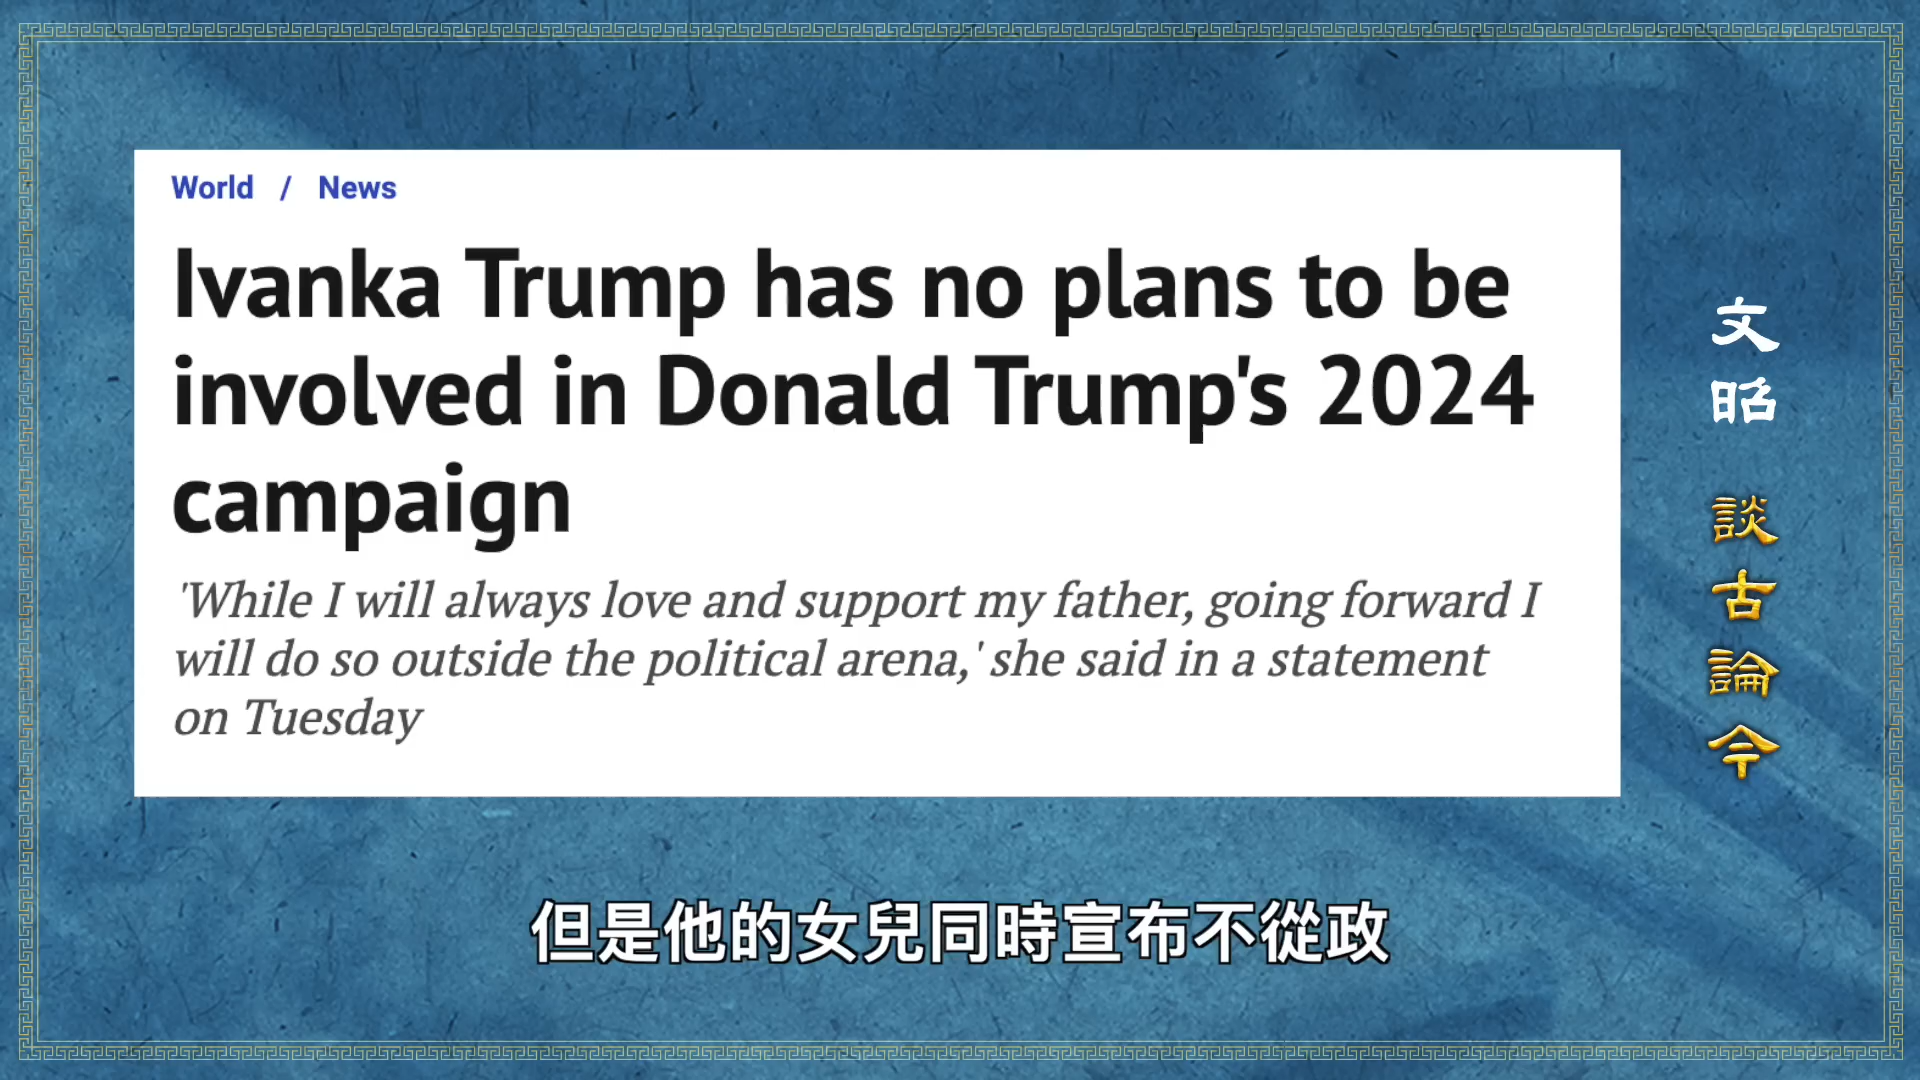 World / News
Ivanka Trump has no plans to be
involved in Donald Trump's 2024
campaign
'While I will always love and support my father, going forward I
will do so outside the political arena,' she said in a statement
on Tuesday
文昭
談古論今
但是他的女兒同時宣布不從政